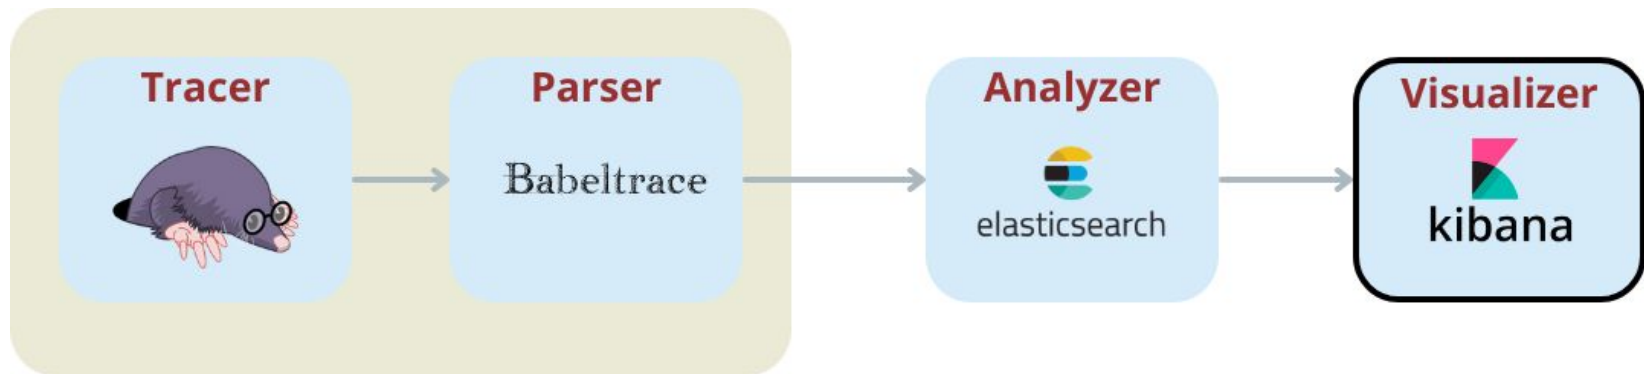 Tracer
Parser
Babeltrace
Analyzer
elasticsearch
Visualizer
kibana